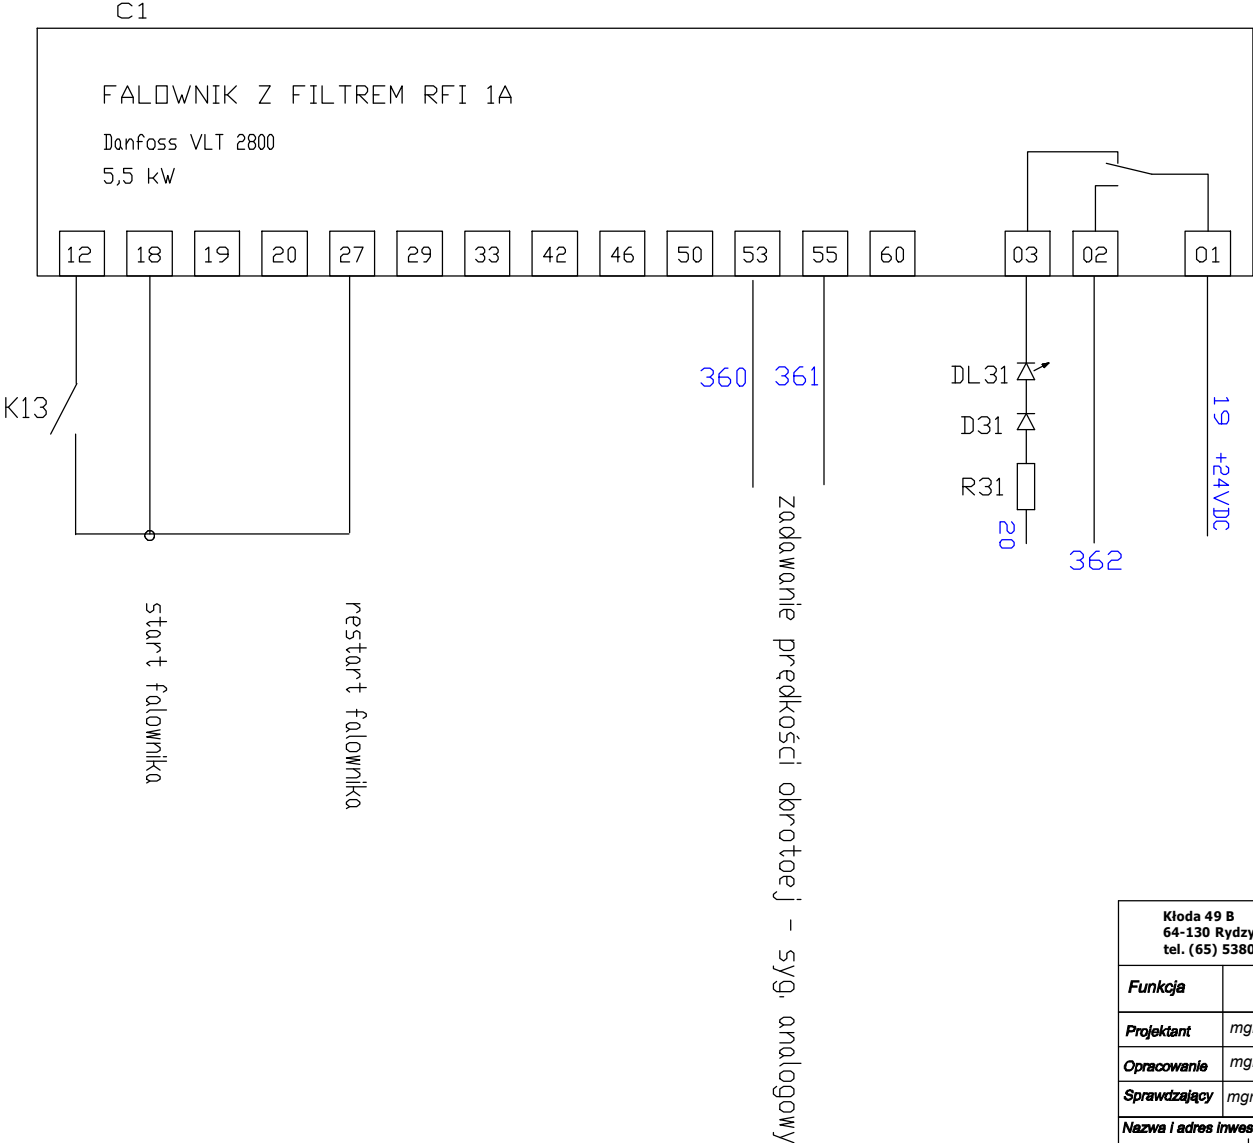 C1
FALOWNIK Z FILTREM RFI 1A
Danfoss VLT 2800
5,5 kW
12 18 19 20 27 29 33 42 46 50 53 55 60 03 02 01
K13
360 361
DL31
D31
R31
20
362
19 +24VDC
start falownika
restart falownika
zadawanie prędkości obrotoej - syg. analogowy
Kłoda 49 B
64-130 Rydzy
tel. (65) 5380
Funkcja
Projektant mg
Opracowanie mg
Sprawdzający mgr
Nazwa i adres inwes